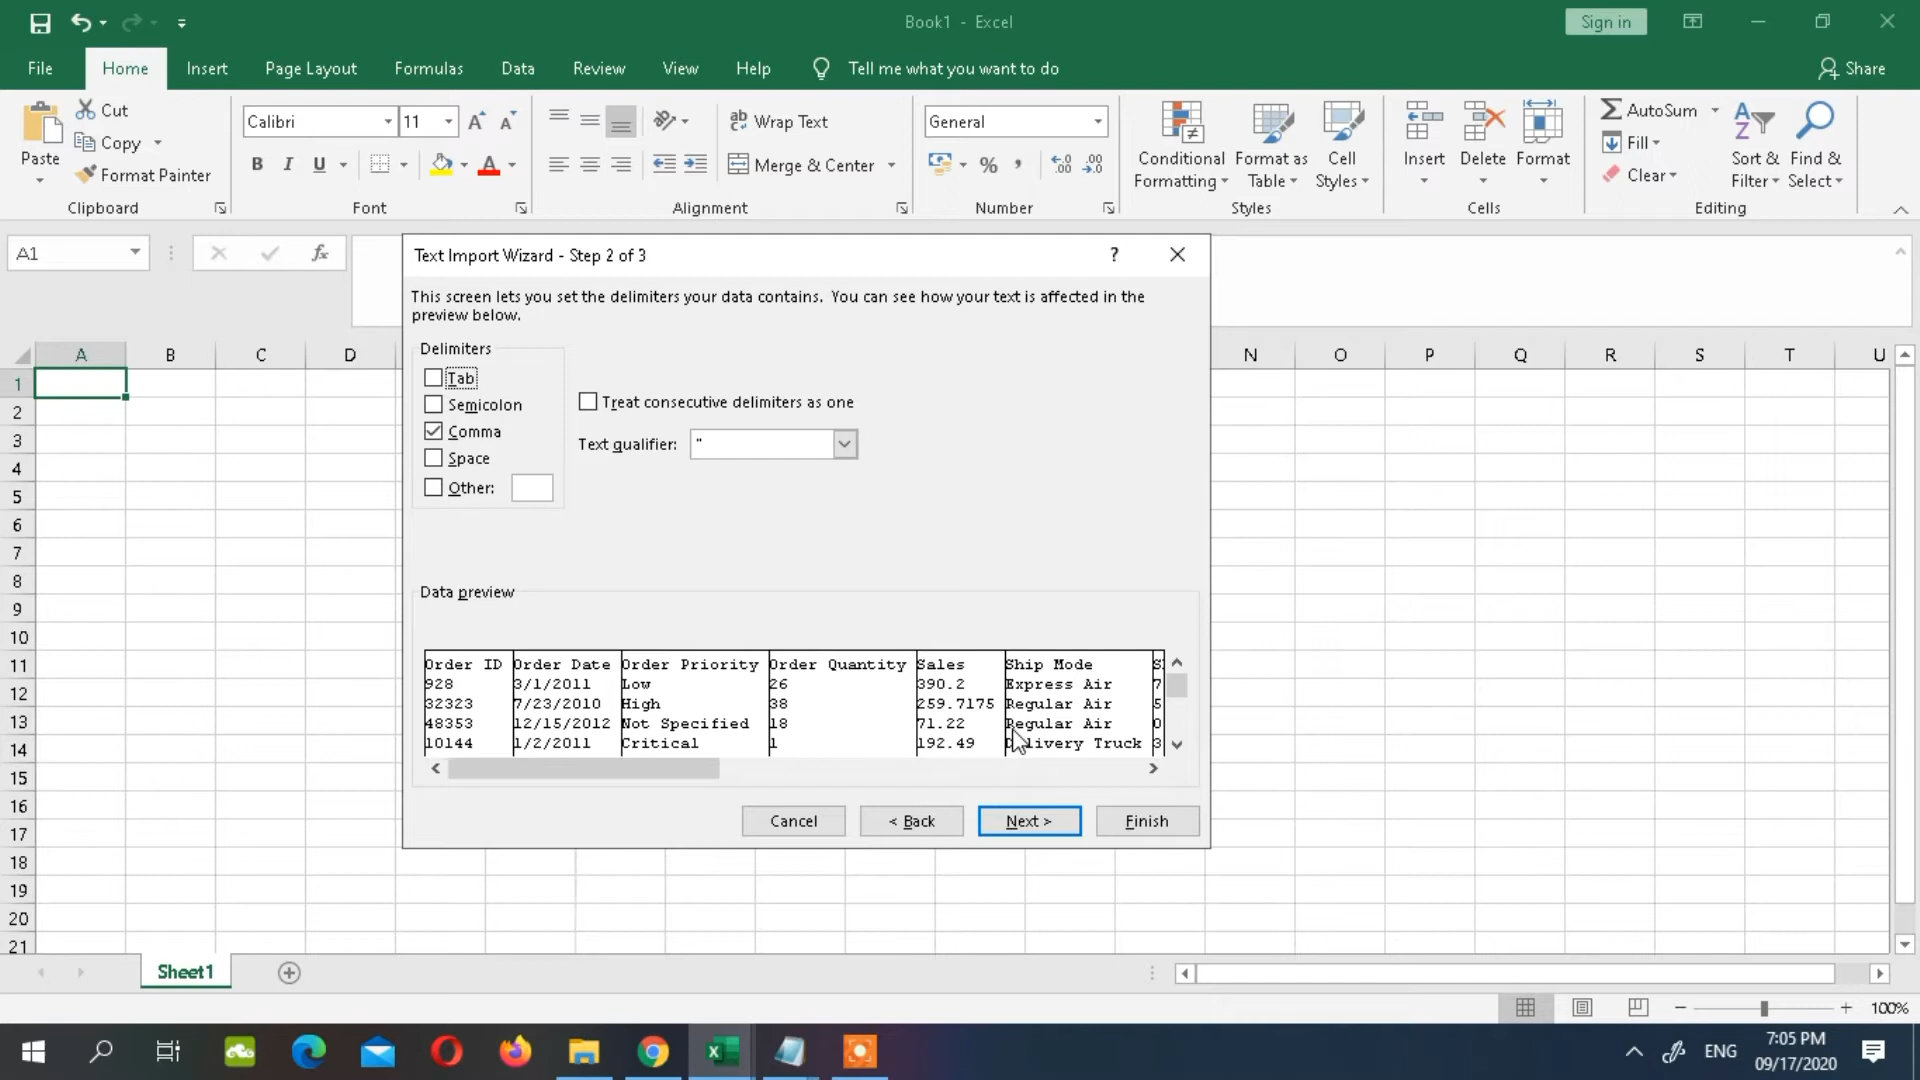 Book1 - Excel
Sign in
File Home Insert Page Layout Formulas Data Review View Help Tell me what you want to do Share
Paste
Cut
Copy
Format Painter
Clipboard
Calibri 11
B I U A
Font
Wrap Text
Merge & Center
Alignment
General
% ,
Number
Conditional Formatting
Format as Table
Cell Styles
Styles
Insert Delete Format
Cells
AutoSum
Fill
Clear
Sort & Filter
Find & Select
Editing
A1
fx
Text Import Wizard - Step 2 of 3 ?
This screen lets you set the delimiters your data contains. You can see how your text is affected in the
preview below.
Delimiters
Tab
Semicolon
Comma
Space
Other:
Treat consecutive delimiters as one
Text qualifier: "
Data preview
Order ID Order Date Order Priority Order Quantity Sales Ship Mode S
928 3/1/2011 Low 26 390.2 Express Air 7
32323 7/23/2010 High 38 259.7175 Regular Air 5
48353 12/15/2012 Not Specified 18 71.22 Regular Air 0
10144 1/2/2011 Critical 1 192.49 Delivery Truck 3
Cancel < Back Next > Finish
A B C D N O P Q R S T U
1
2
3
4
5
6
7
8
9
10
11
12
13
14
15
16
17
18
19
20
21
Sheet1
100%
ENG
7:05 PM
09/17/2020